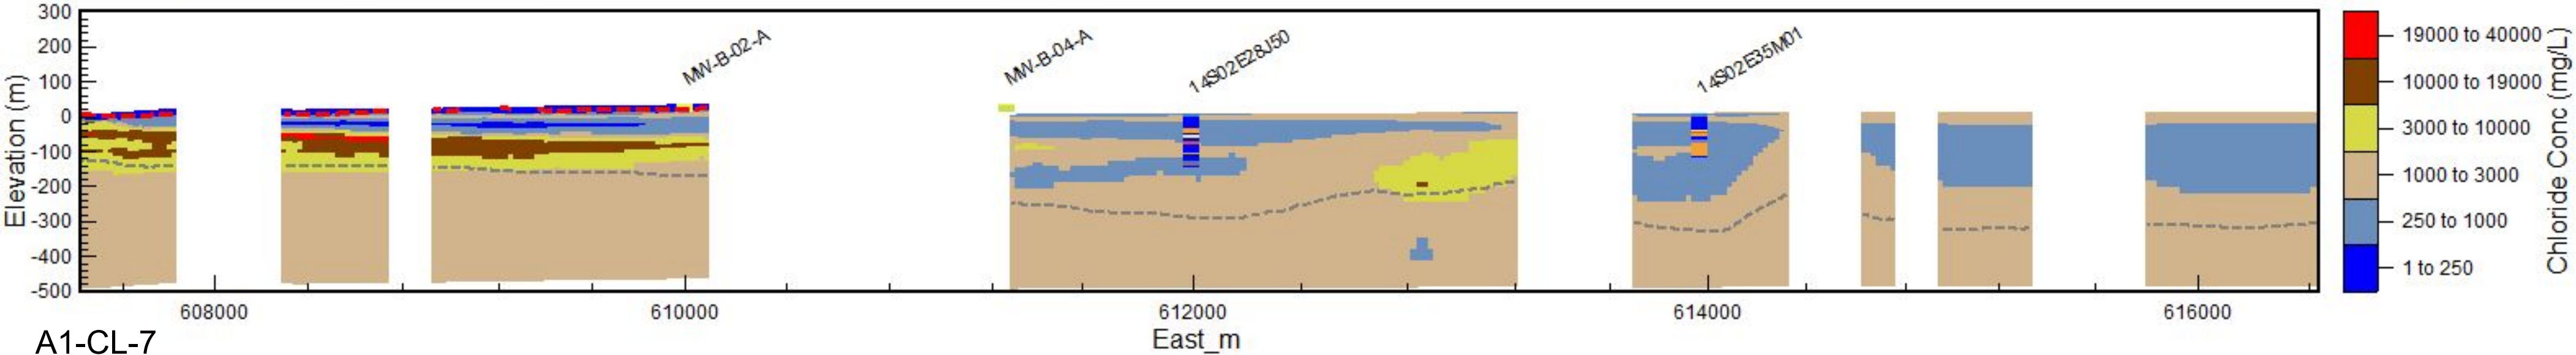 300
200
100
0
-100
-200
-300
-400
-500
Elevation (m)
MW-B-02-A
MW-B-04-A
14S02E28J50
14S02E35M01
608000
610000
612000
614000
616000
East_m
19000 to 40000
10000 to 19000
3000 to 10000
1000 to 3000
250 to 1000
1 to 250
Chloride Conc (mg/L)
A1-CL-7